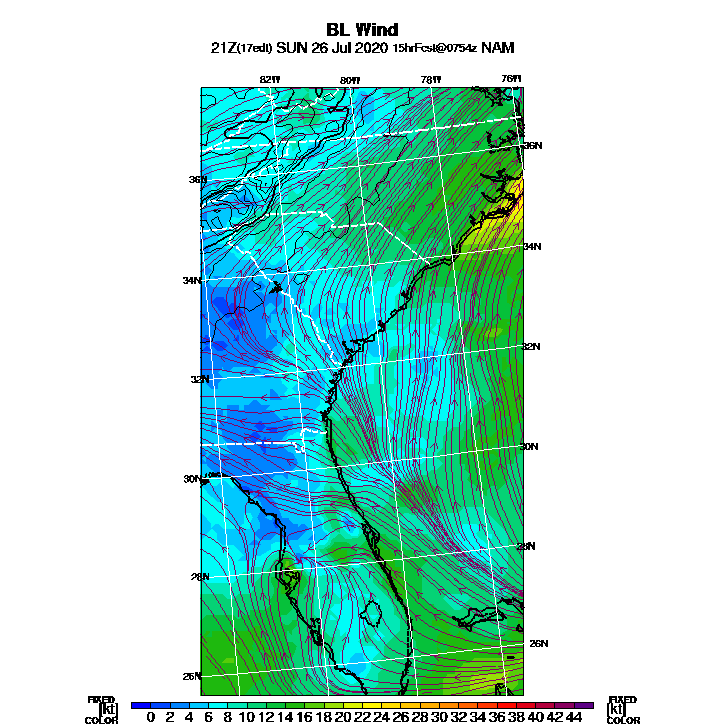 BL Wind
21Z(17edt) SUN 26 Jul 2020 15hrFcst@0754z NAM
82W 80W 78W 76W
36N
36N
34N
34N
32N
32N
30N
30N
28N
28N
26N
26N
FIXED [kt] COLOR
0 2 4 6 8 10 12 14 16 18 20 22 24 26 28 30 32 34 36 38 40 42 44
FIXED [kt] COLOR